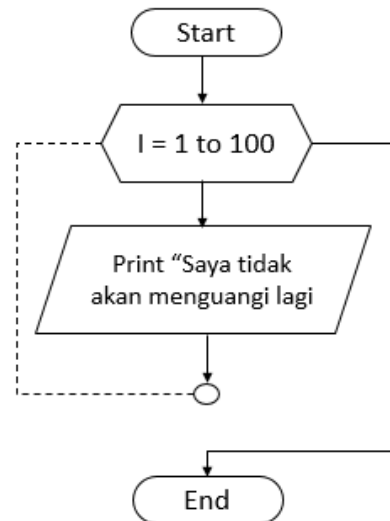 Start
I = 1 to 100
Print “Saya tidak
akan menguangi lagi
End